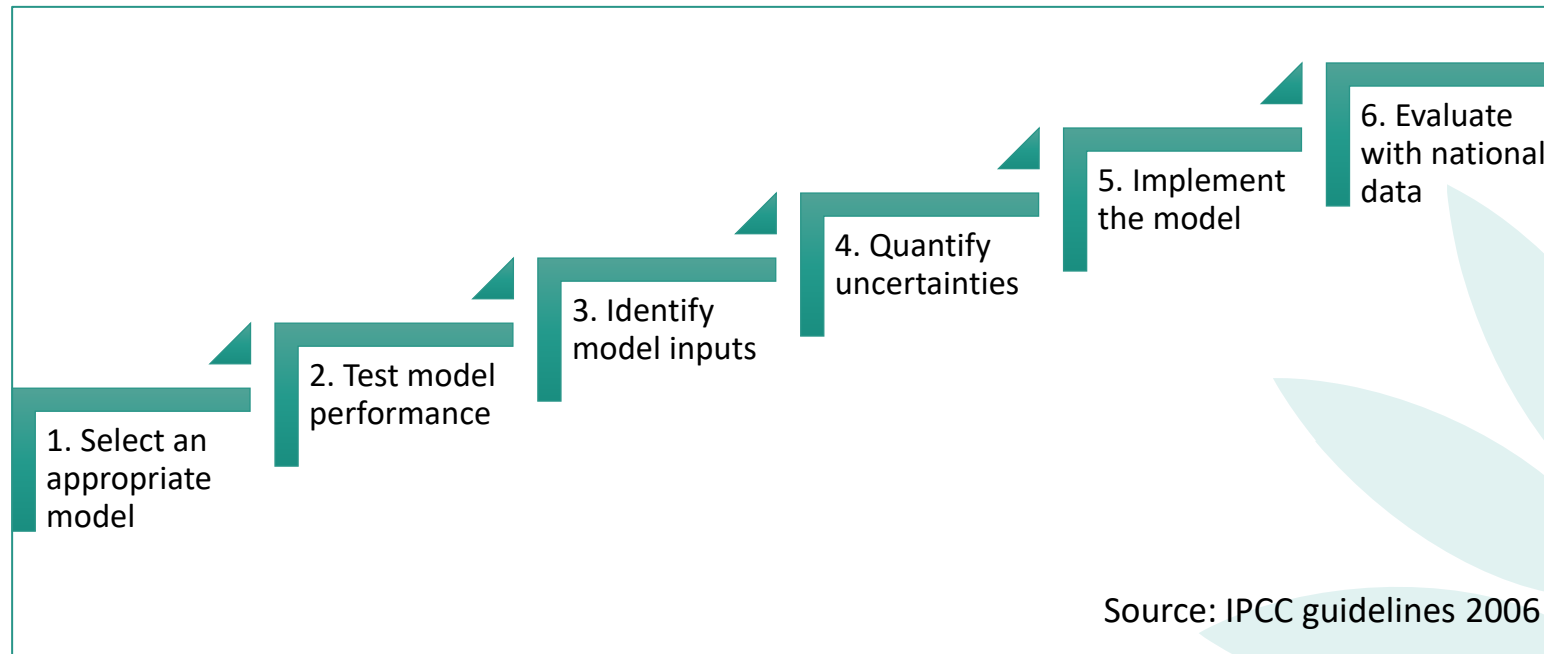 1. Select an
appropriate
model
2. Test model
performance
3. Identify
model inputs
4. Quantify
uncertainties
5. Implement
the model
6. Evaluate
with national
data
Source: IPCC guidelines 2006